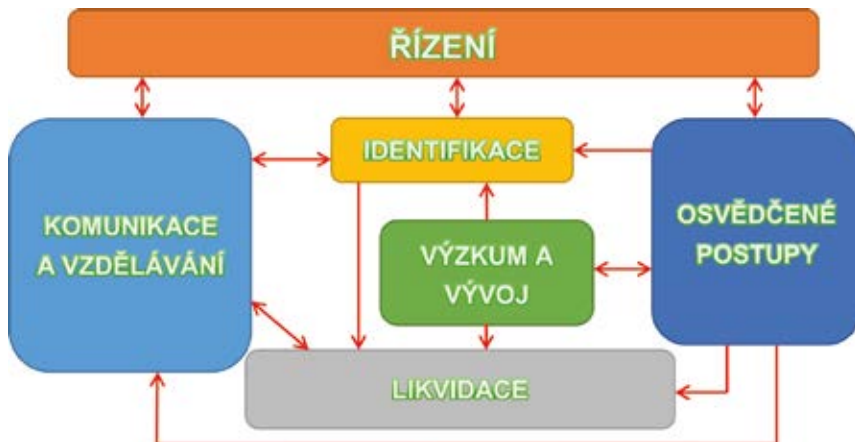 ŘÍZENÍ
IDENTIFIKACE
KOMUNIKACE
A VZDĚLÁVÁNÍ
VÝZKUM A
VÝVOJ
OSVĚDČENÉ
POSTUPY
LIKVIDACE